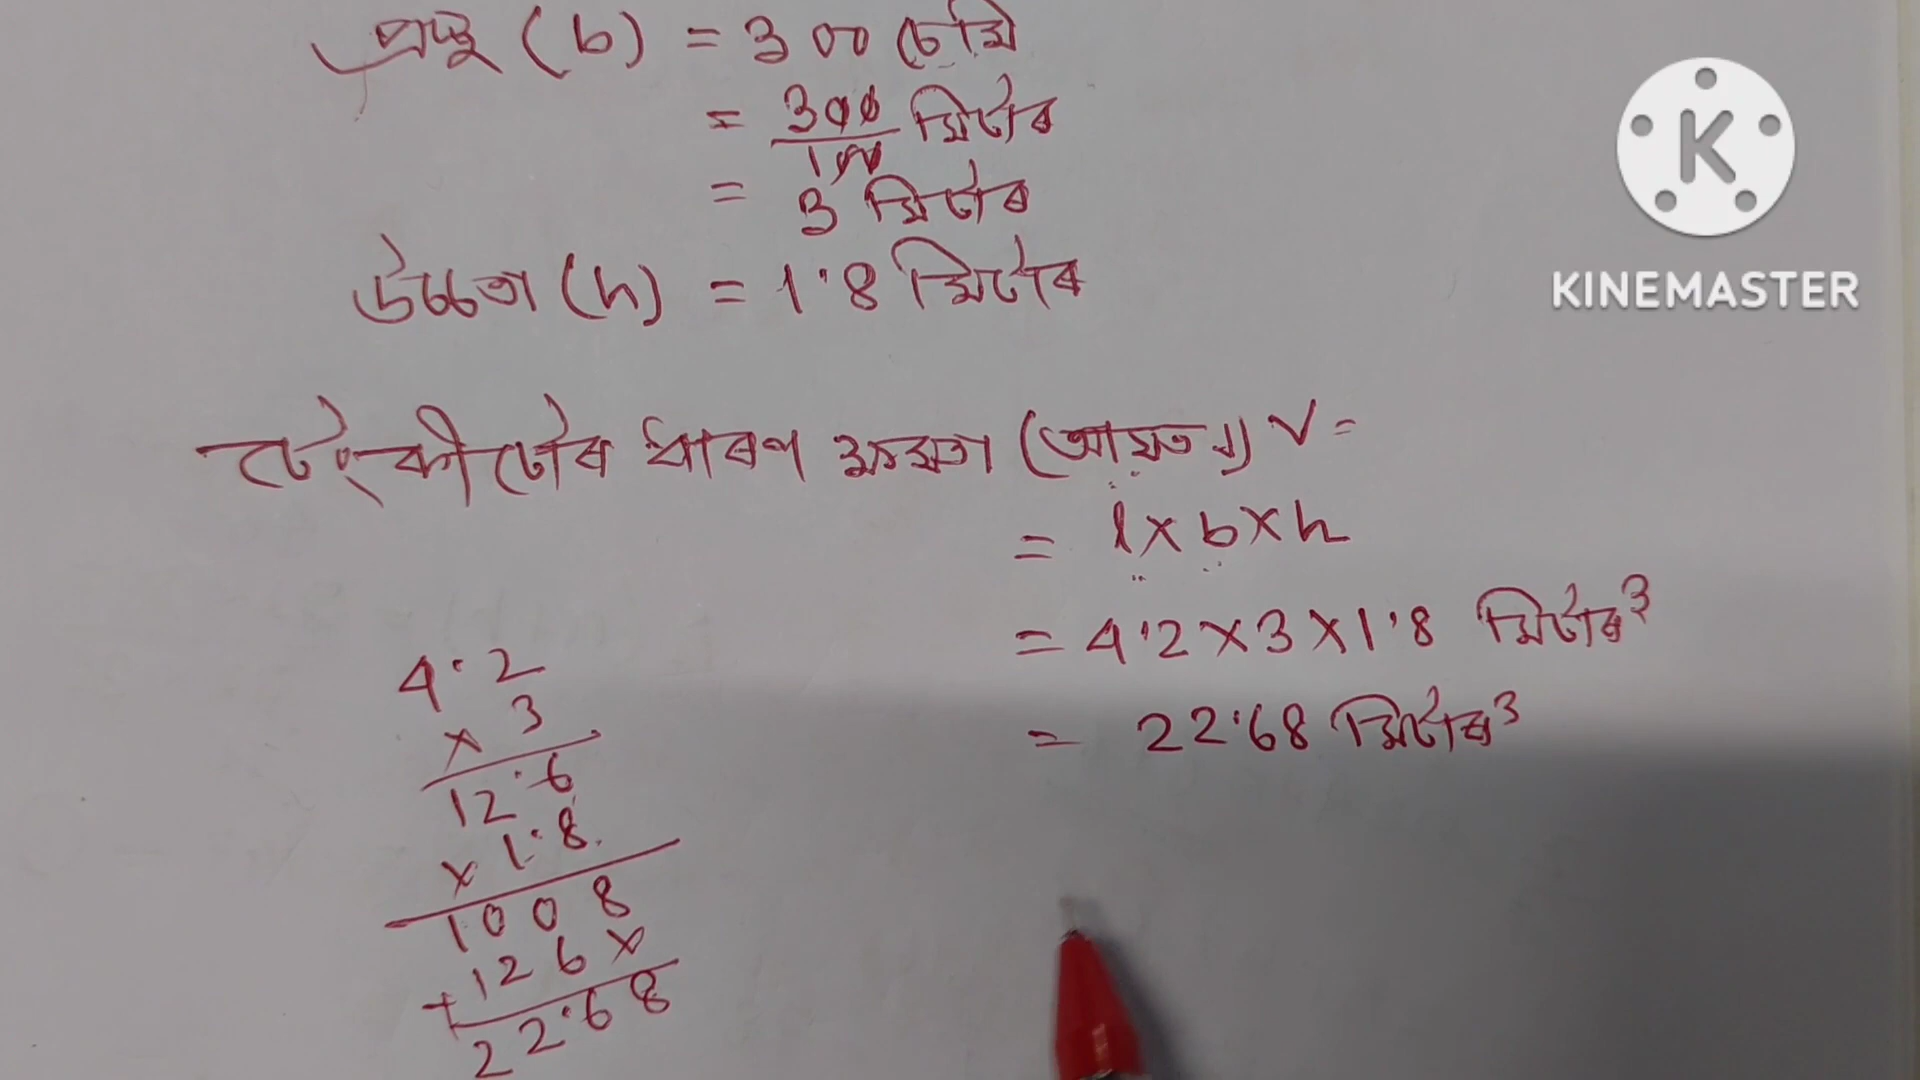 প্ৰস্থ (b) = 300 চেমি
= 300/100 মিটাৰ
= 3 মিটাৰ
উচ্চতা (h) = 1.8 মিটাৰ
KINEMASTER
টেংকীটোৰ ধাৰণ ক্ষমতা (আয়তন) V =
= l×b×h
= 4.2×3×1.8 মিটাৰ³
= 22.68 মিটাৰ³
4.2
× 3
12.6
× 1.8
1008
+126×
22.68